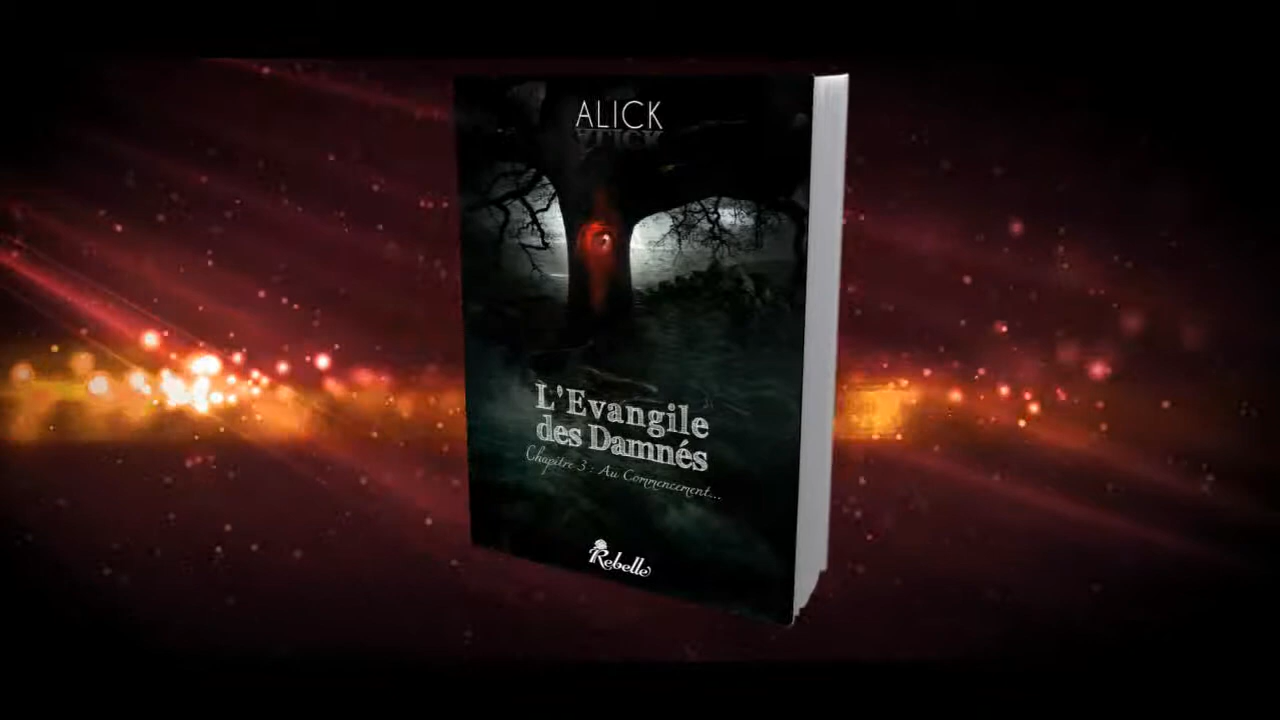 ALICK
L'Evangile
des Damnés
Chapitre 3 : Au Commencement...
Rebelle